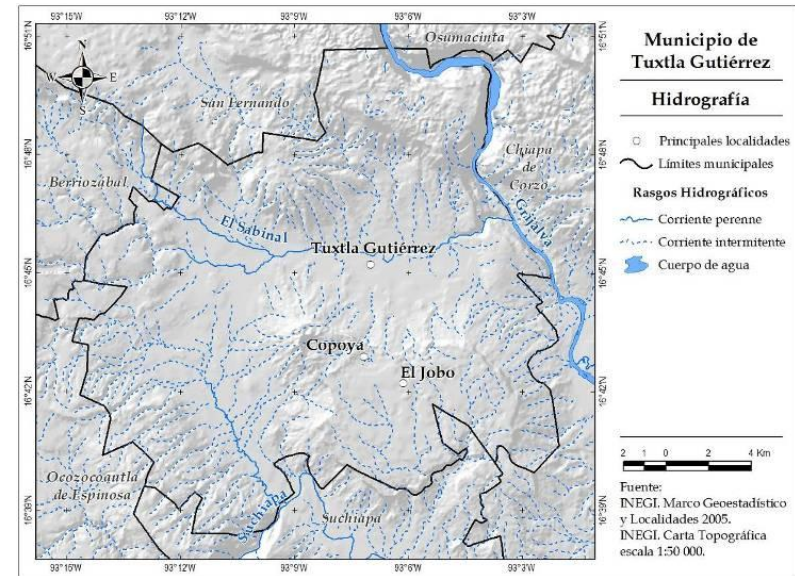 93°15'W 93°12'W 93°9'W 93°6'W 93°3'W
16°51'N 16°51'N
16°48'N 16°48'N
16°45'N 16°45'N
16°42'N 16°42'N
16°39'N 16°39'N
N
W E
S
Osumacinta
San Fernando
Chiapa
de
Corzo
Berriozábal
El Sabinal
Grijalva
Tuxtla Gutiérrez
Copoya
El Jobo
Ocozocoautla
de Espinosa
Suchiapa
Suchiapa
93°15'W 93°12'W 93°9'W 93°6'W 93°3'W
Municipio de
Tuxtla Gutiérrez
Hidrografía
Principales localidades
Límites municipales
Rasgos Hidrográficos
Corriente perenne
Corriente intermitente
Cuerpo de agua
2 1 0 2 4 Km
Fuente:
INEGI. Marco Geoestadístico
y Localidades 2005.
INEGI. Carta Topográfica
escala 1:50 000.